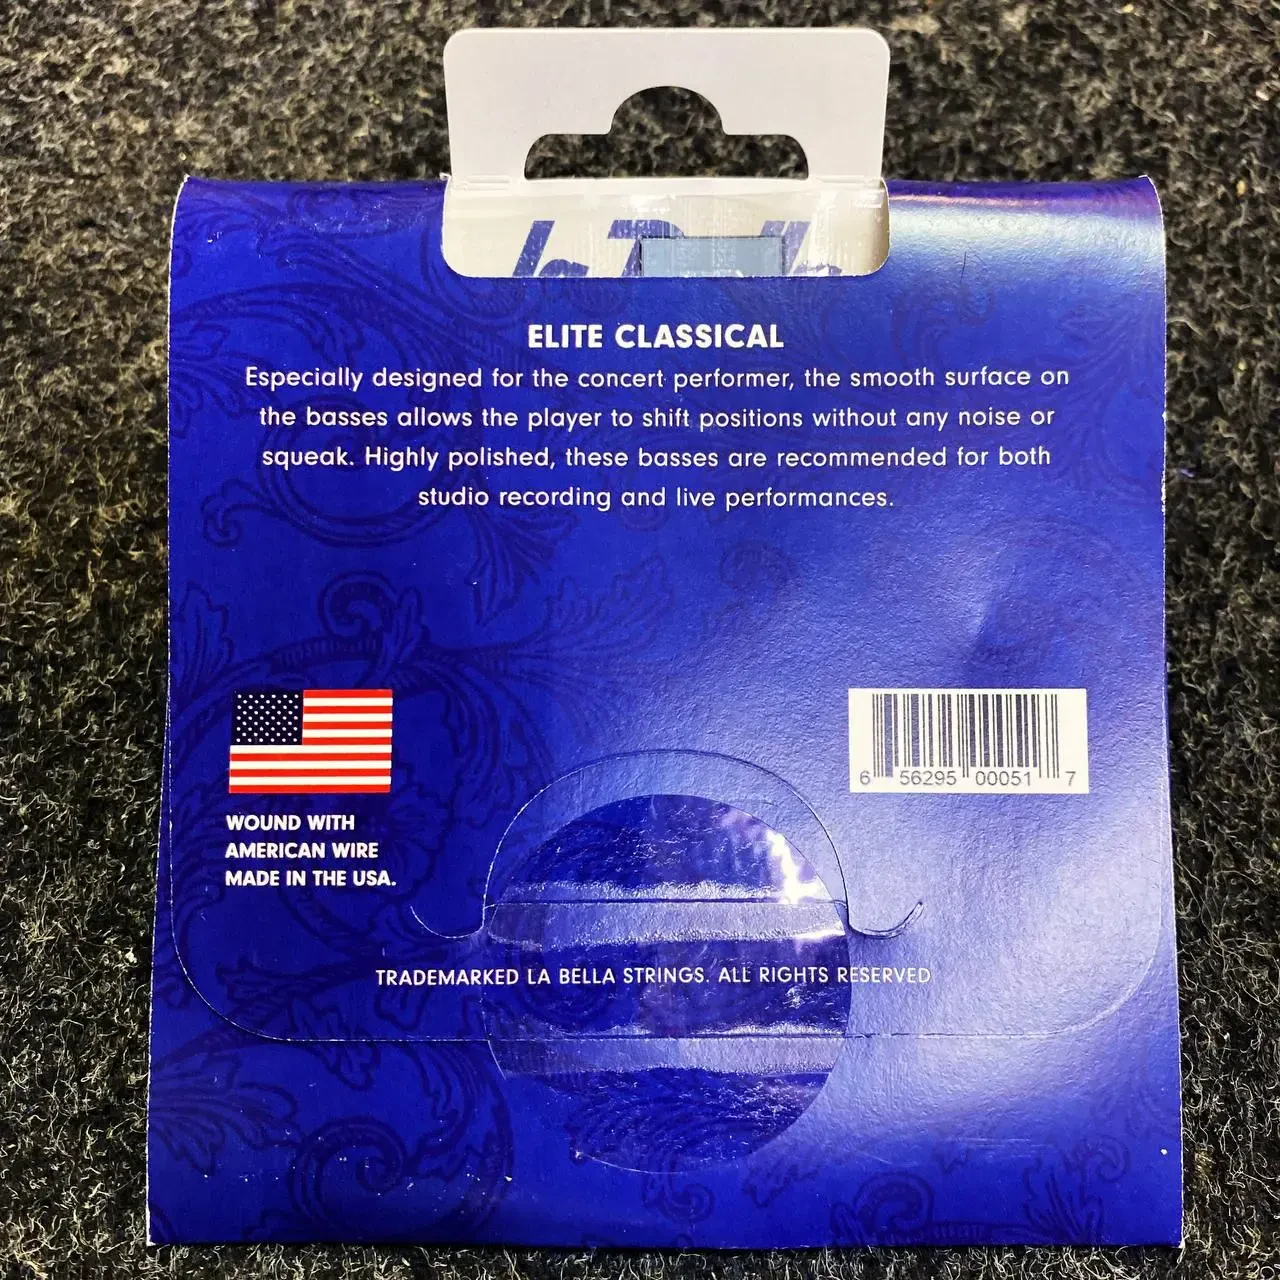 ELITE CLASSICAL
Especially designed for the concert performer, the smooth surface on
the basses allows the player to shift positions without any noise or
squeak. Highly polished, these basses are recommended for both
studio recording and live performances.
WOUND WITH
AMERICAN WIRE
MADE IN THE USA.
6 56295 00051 7
TRADEMARKED LA BELLA STRINGS. ALL RIGHTS RESERVED